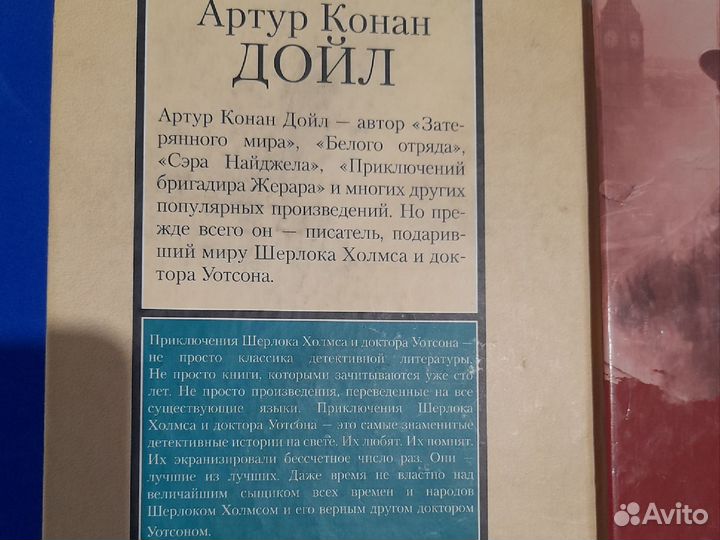 Артур Конан
ДОЙЛ
Артур Конан Дойл — автор «Зате-
рянного мира», «Белого отряда»,
«Сэра Найджела», «Приключений
бригадира Жерара» и многих других
популярных произведений. Но пре-
жде всего он — писатель, подарив-
ший миру Шерлока Холмса и док-
тора Уотсона.
Приключения Шерлока Холмса и доктора Уотсона —
не просто классика детективной литературы.
Не просто книги, которыми зачитываются уже сто
лет. Не просто произведения, переведенные на все
существующие языки. Приключения Шерлока
Холмса и доктора Уотсона — это самые знаменитые
детективные истории на свете. Их любят. Их помнят.
Их экранизировали бессчетное число раз. Они —
лучшие из лучших. Даже время не властно над
величайшим сыщиком всех времен и народов
Шерлоком Холмсом и его верным другом доктором
Уотсоном.
Avito